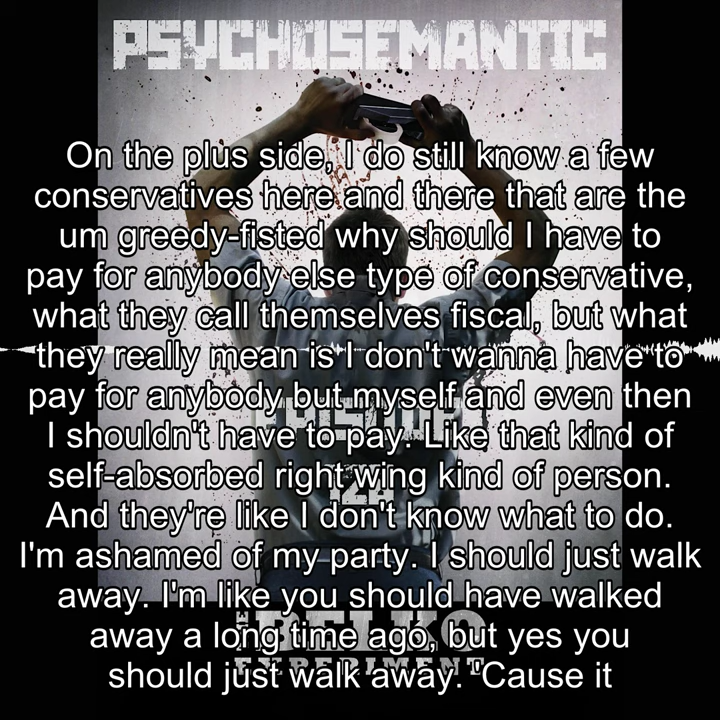 PSYCHOSEMANTIC
On the plus side, I do still know a few
conservatives here and there that are the
um greedy-fisted why should I have to
pay for anybody else type of conservative,
what they call themselves fiscal, but what
they really mean is I don't wanna have to
pay for anybody but myself and even then
I shouldn't have to pay. Like that kind of
self-absorbed right wing kind of person.
And they're like I don't know what to do.
I'm ashamed of my party. I should just walk
away. I'm like you should have walked
away a long time ago, but yes you
should just walk away. 'Cause it
THE
BELKO
EXPERIMENT